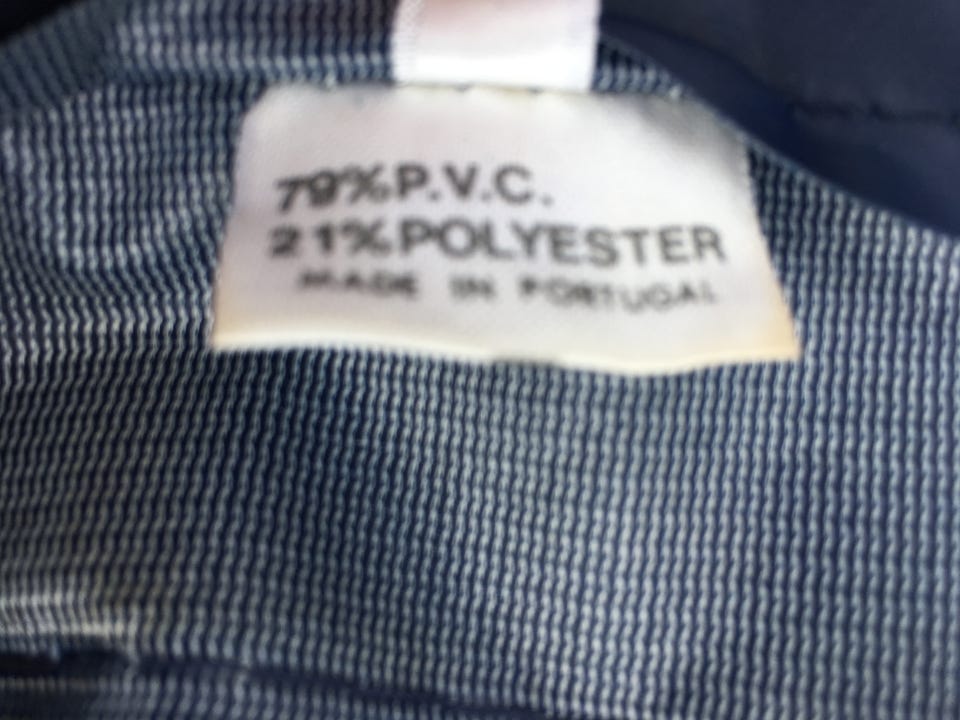 79%P.V.C.
21%POLYESTER
MADE IN PORTUGAL